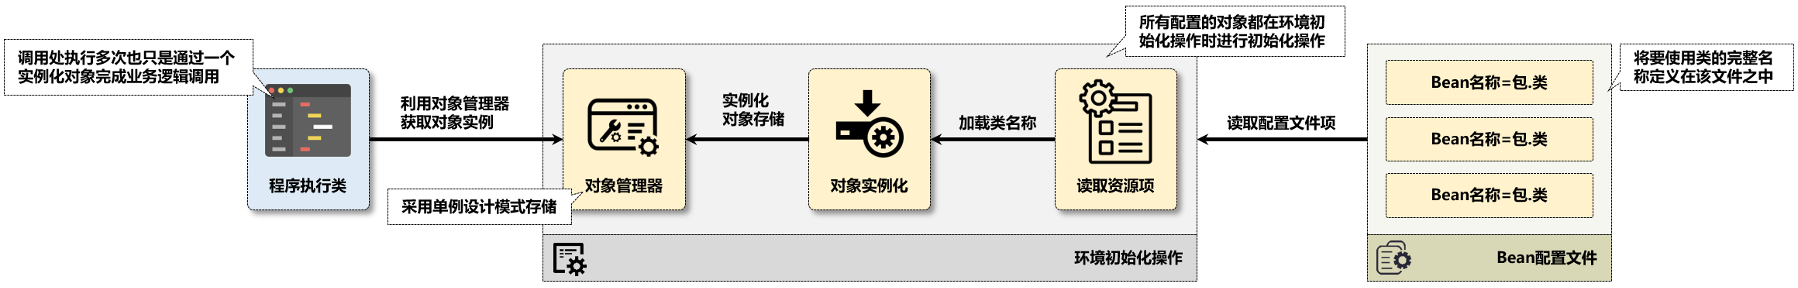 调用处执行多次也只是通过一个
实例化对象完成业务逻辑调用
程序执行类
利用对象管理器
获取对象实例
对象管理器
采用单例设计模式存储
实例化
对象存储
对象实例化
加载类名称
读取资源项
所有配置的对象都在环境初
始化操作时进行初始化操作
环境初始化操作
读取配置文件项
Bean名称=包.类
Bean名称=包.类
Bean名称=包.类
Bean配置文件
将要使用类的完整名
称定义在该文件之中